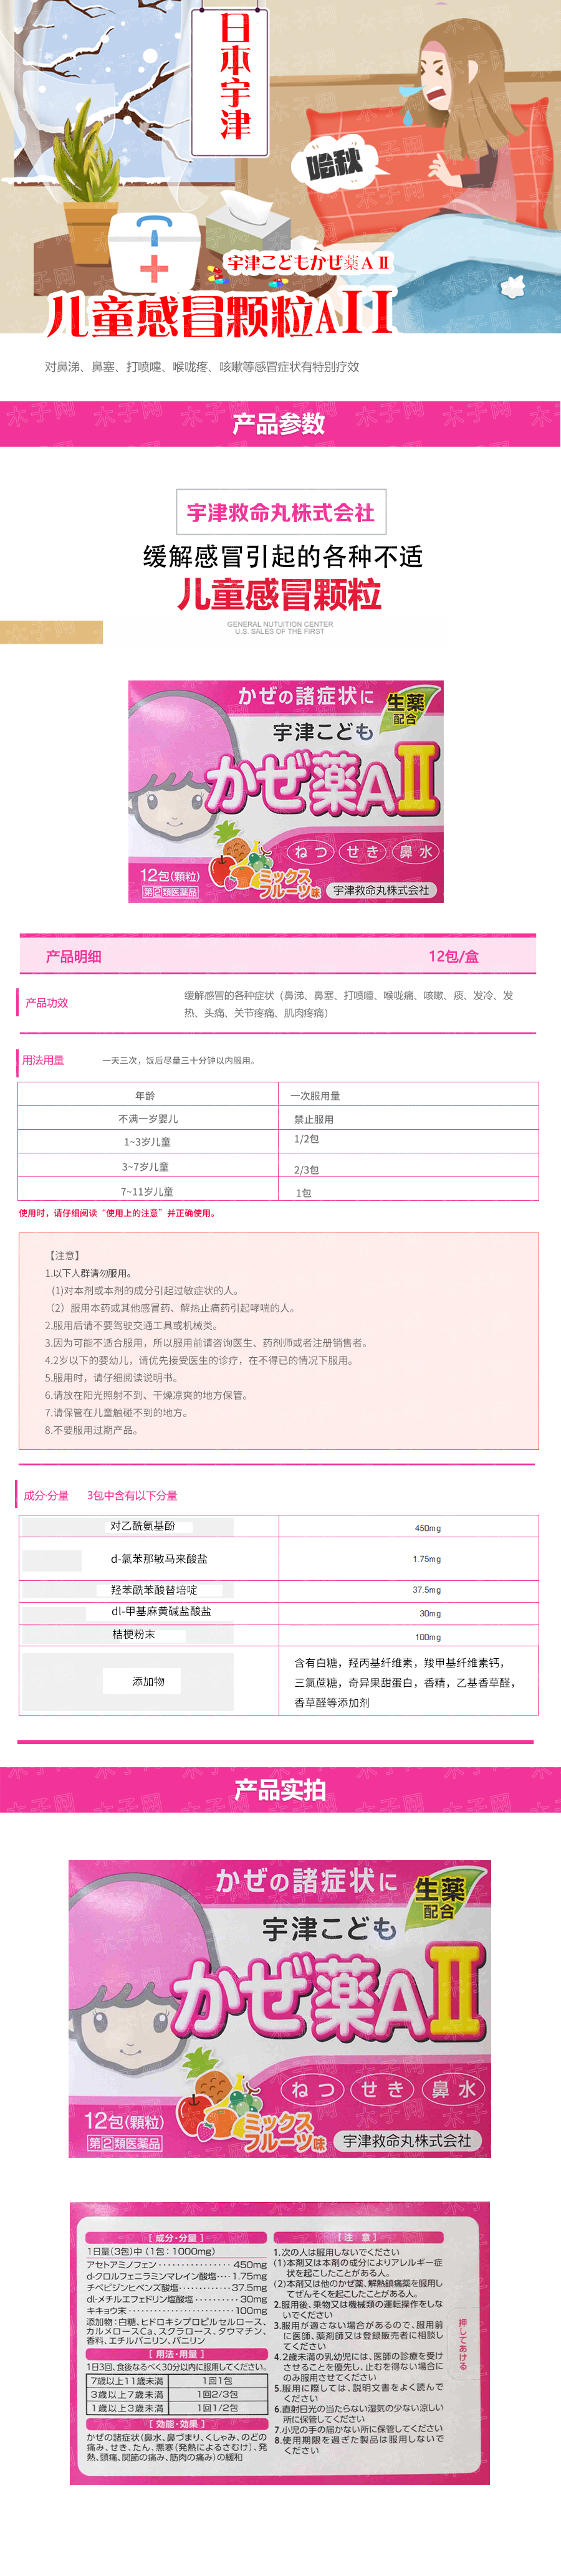 日本宇津
哈秋
宇津こどもかぜ薬AⅡ
儿童感冒颗粒AII
对鼻涕、鼻塞、打喷嚏、喉咙疼、咳嗽等感冒症状有特别疗效
产品参数
宇津救命丸株式会社
缓解感冒引起的各种不适
儿童感冒颗粒
GENERAL NUTUITION CENTER
U.S. SALES OF THE FIRST
かぜの諸症状に
生薬
配合
宇津こども
かぜ薬AⅡ
ねつ せき 鼻水
12包(顆粒)
第②類医薬品
ミックス
フルーツ味
宇津救命丸株式会社
产品明细 12包/盒
产品功效
缓解感冒的各种症状（鼻涕、鼻塞、打喷嚏、喉咙痛、咳嗽、痰、发冷、发
热、头痛、关节疼痛、肌肉疼痛）
用法用量 一天三次，饭后尽量三十分钟以内服用。
年龄 一次服用量
不满一岁婴儿 禁止服用
1~3岁儿童 1/2包
3~7岁儿童 2/3包
7~11岁儿童 1包
使用时，请仔细阅读“使用上的注意”并正确使用。
【注意】
1.以下人群请勿服用。
(1)对本剂或本剂的成分引起过敏症状的人。
（2）服用本药或其他感冒药、解热止痛药引起哮喘的人。
2.服用后请不要驾驶交通工具或机械类。
3.因为可能不适合服用，所以服用前请咨询医生、药剂师或者注册销售者。
4.2岁以下的婴幼儿，请优先接受医生的诊疗，在不得已的情况下服用。
5.服用时，请仔细阅读说明书。
6.请放在阳光照射不到、干燥凉爽的地方保管。
7.请保管在儿童触碰不到的地方。
8.不要服用过期产品。
成分·分量 3包中含有以下分量
对乙酰氨基酚 450mg
d-氯苯那敏马来酸盐 1.75mg
羟苯酰苯酸替培啶 37.5mg
dl-甲基麻黄碱盐酸盐 30mg
桔梗粉末 100mg
添加物
含有白糖，羟丙基纤维素，羧甲基纤维素钙，
三氯蔗糖，奇异果甜蛋白，香精，乙基香草醛，
香草醛等添加剂
产品实拍
かぜの諸症状に
生薬
配合
宇津こども
かぜ薬AⅡ
ねつ せき 鼻水
12包(顆粒)
第②類医薬品
ミックス
フルーツ味
宇津救命丸株式会社
[ 成分・分量 ]
1日量(3包)中 (1包：1000mg)
アセトアミノフェン・・・・・・・・・・・・・・・450mg
d-クロルフェニラミンマレイン酸塩・・・・1.75mg
チペピジンヒベンズ酸塩・・・・・・・・・・・37.5mg
dl-メチルエフェドリン塩酸塩・・・・・・・・・30mg
キキョウ末・・・・・・・・・・・・・・・・・・・・100mg
添加物:白糖、ヒドロキシプロピルセルロース、
カルメロースCa、スクラロース、タウマチン、
香料、エチルバニリン、バニリン
[ 用法・用量 ]
1日3回、食後なるべく30分以内に服用してください。
7歳以上11歳未満 1回1包
3歳以上7歳未満 1回2/3包
1歳以上3歳未満 1回1/2包
[ 効能・効果 ]
かぜの諸症状(鼻水、鼻づまり、くしゃみ、のどの
痛み、せき、たん、悪寒(発熱によるさむけ)、発
熱、頭痛、関節の痛み、筋肉の痛み)の緩和
[ 注 意 ]
1.次の人は服用しないでください
(1)本剤又は本剤の成分によりアレルギー症
状を起こしたことがある人。
(2)本剤又は他のかぜ薬、解熱鎮痛薬を服用し
てぜんそくを起こしたことがある人。
2.服用後、乗物又は機械類の運転操作をしな
いでください
3.服用が適さない場合があるので、服用前
に医師、薬剤師又は登録販売者に相談し
てください
4.2歳未満の乳幼児には、医師の診療を受け
させることを優先し、止むを得ない場合に
のみ服用させてください
5.服用に際しては、説明文書をよく読んで
ください
6.直射日光の当たらない湿気の少ない涼しい
所に保管してください
7.小児の手の届かない所に保管してください
8.使用期限を過ぎた製品は服用しないで
ください
押してあける